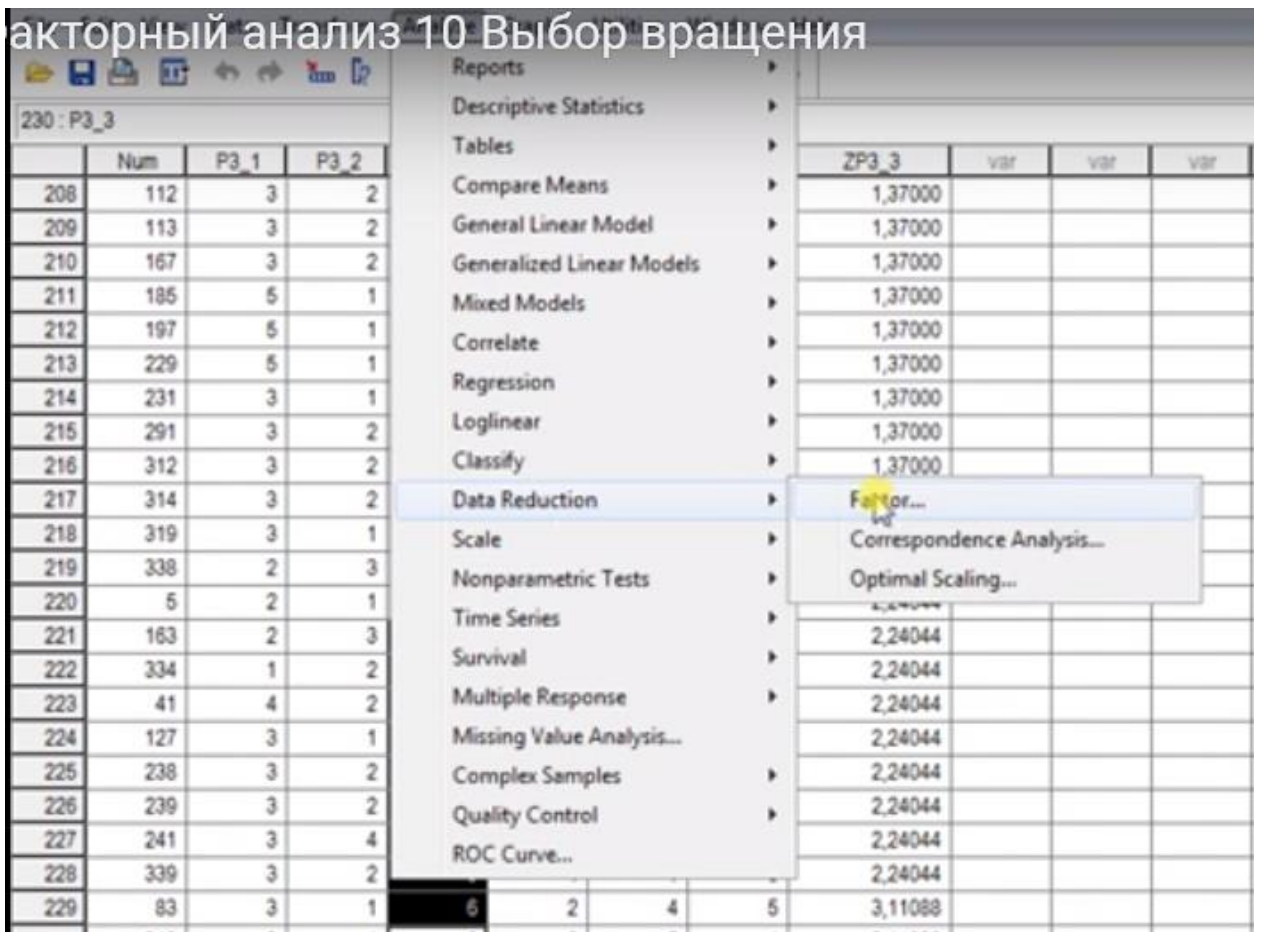 акторный анализ 10 Выбор вращения
230 : P3_3
Num P3_1 P3_2 ZP3_3 var var var
208 112 3 2 1,37000
209 113 3 2 1,37000
210 167 3 2 1,37000
211 185 5 1 1,37000
212 197 5 1 1,37000
213 229 5 1 1,37000
214 231 3 1 1,37000
215 291 3 2 1,37000
216 312 3 2 1,37000
217 314 3 2
218 319 3 1
219 338 2 3
220 5 2 1 2,24044
221 163 2 3 2,24044
222 334 1 2 2,24044
223 41 4 2 2,24044
224 127 3 1 2,24044
225 238 3 2 2,24044
226 239 3 2 2,24044
227 241 3 4 2,24044
228 339 3 2 2,24044
229 83 3 1 6 2 4 5 3,11088
Reports
Descriptive Statistics
Tables
Compare Means
General Linear Model
Generalized Linear Models
Mixed Models
Correlate
Regression
Loglinear
Classify
Data Reduction
Scale
Nonparametric Tests
Time Series
Survival
Multiple Response
Missing Value Analysis...
Complex Samples
Quality Control
ROC Curve...
Factor...
Correspondence Analysis...
Optimal Scaling...